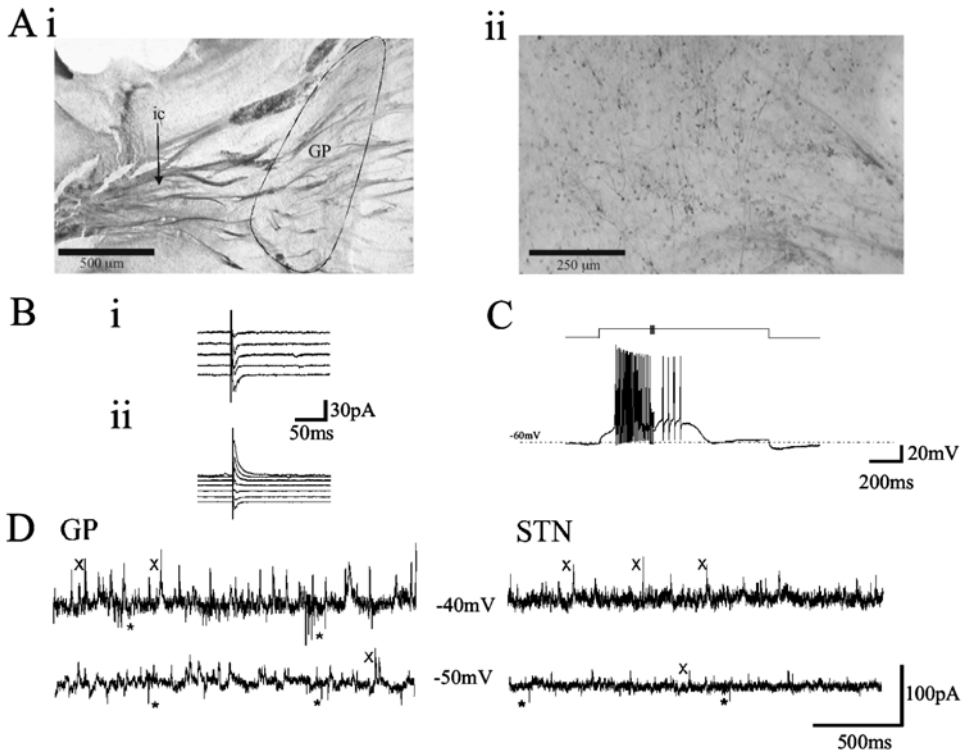 A i
ii
ic
GP
500 µm
250 µm
B i
C
30pA
50ms
ii
-60mV
20mV
200ms
D GP
STN
x x
x x x
-40mV
* *
x
x
-50mV
* *
* *
100pA
500ms